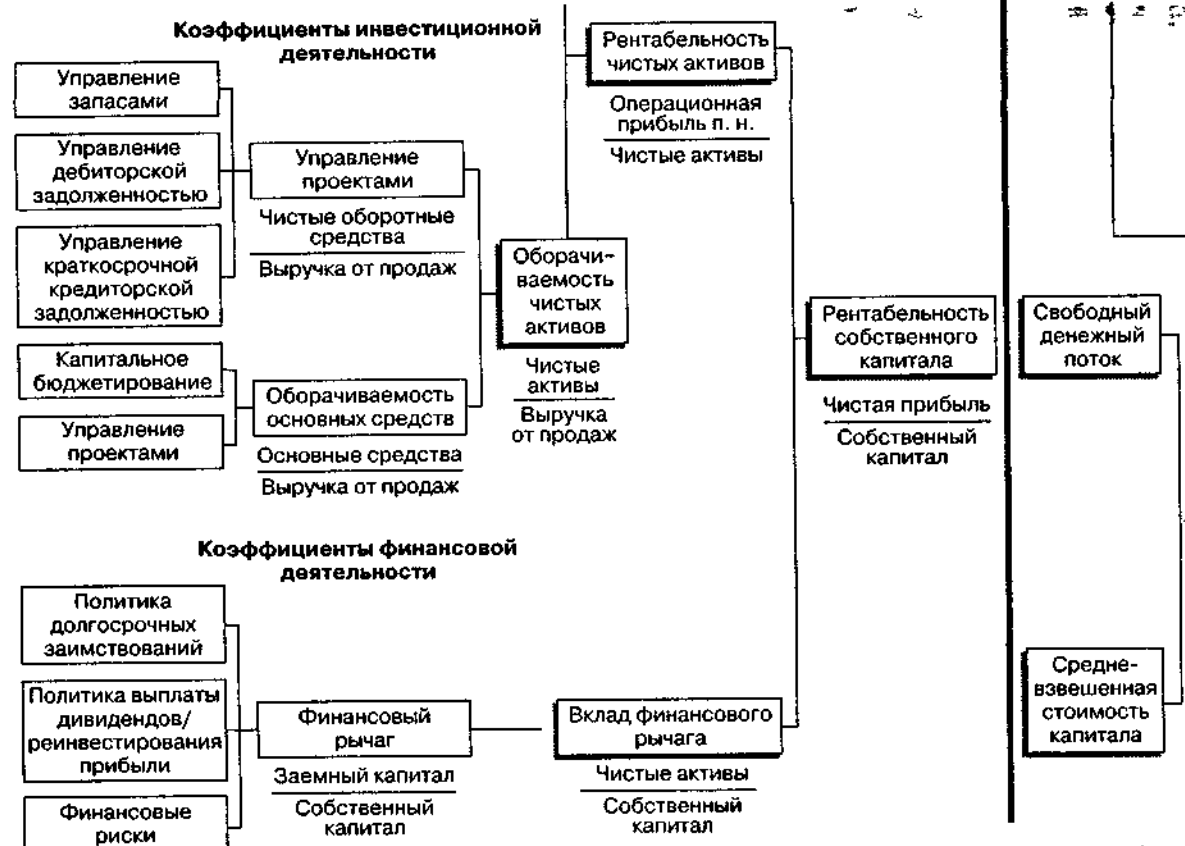 Коэффициенты инвестиционной
деятельности
Управление
запасами
Управление
дебиторской
задолженностью
Управление
краткосрочной
кредиторской
задолженностью
Капитальное
бюджетирование
Управление
проектами
Управление
проектами
Чистые оборотные
средства
Выручка от продаж
Оборачиваемость
основных средств
Основные средства
Выручка от продаж
Оборачи-
ваемость
чистых
активов
Чистые
активы
Выручка
от продаж
Рентабельность
чистых активов
Операционная
прибыль п. н.
Чистые активы
Рентабельность
собственного
капитала
Чистая прибыль
Собственный
капитал
Свободный
денежный
поток
Коэффициенты финансовой
деятельности
Политика
долгосрочных
заимствований
Политика выплаты
дивидендов/
реинвестирования
прибыли
Финансовые
риски
Финансовый
рычаг
Заемный капитал
Собственный
капитал
Вклад финансового
рычага
Чистые активы
Собственный
капитал
Средне-
взвешенная
стоимость
капитала